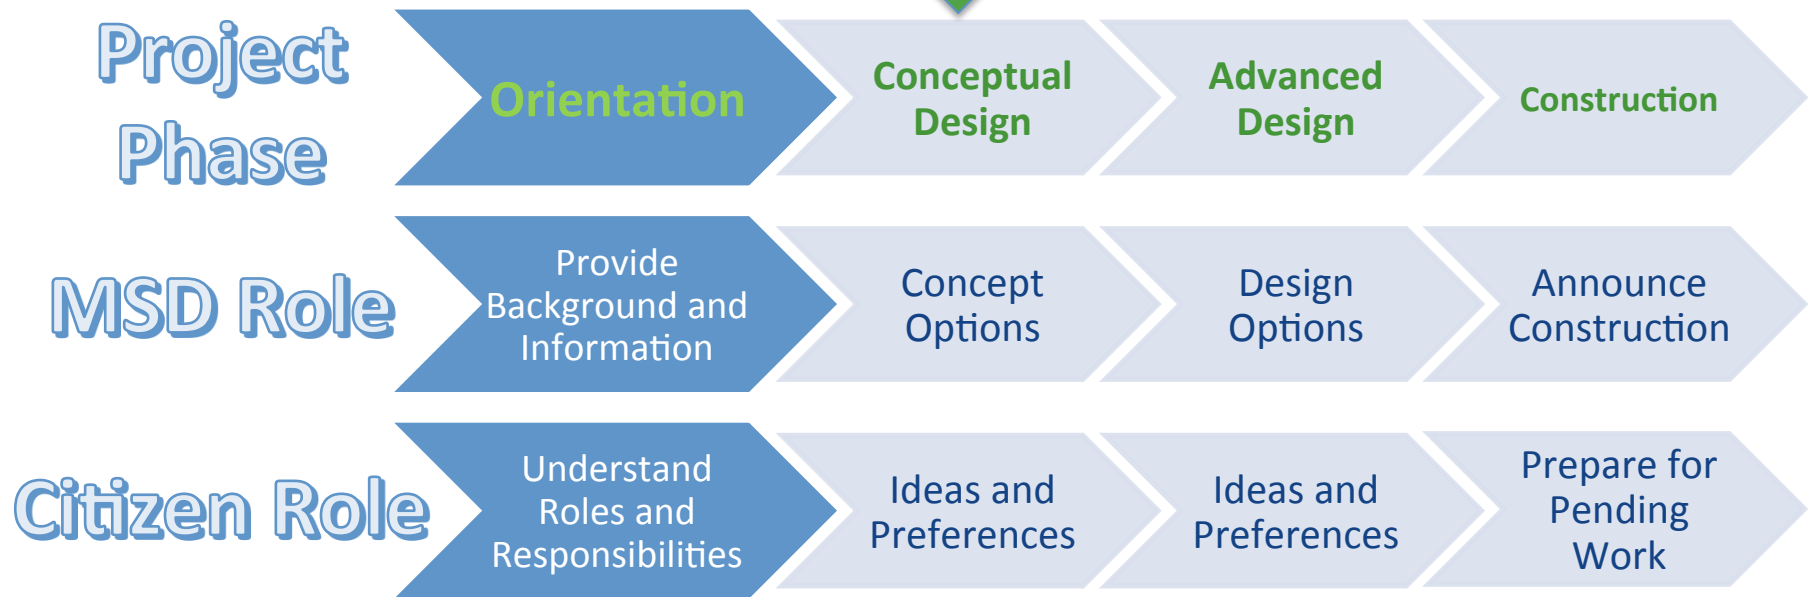 Project
Phase
Orientation
Conceptual
Design
Advanced
Design
Construction
MSD Role
Provide
Background and
Information
Concept
Options
Design
Options
Announce
Construction
Citizen Role
Understand
Roles and
Responsibilities
Ideas and
Preferences
Ideas and
Preferences
Prepare for
Pending
Work